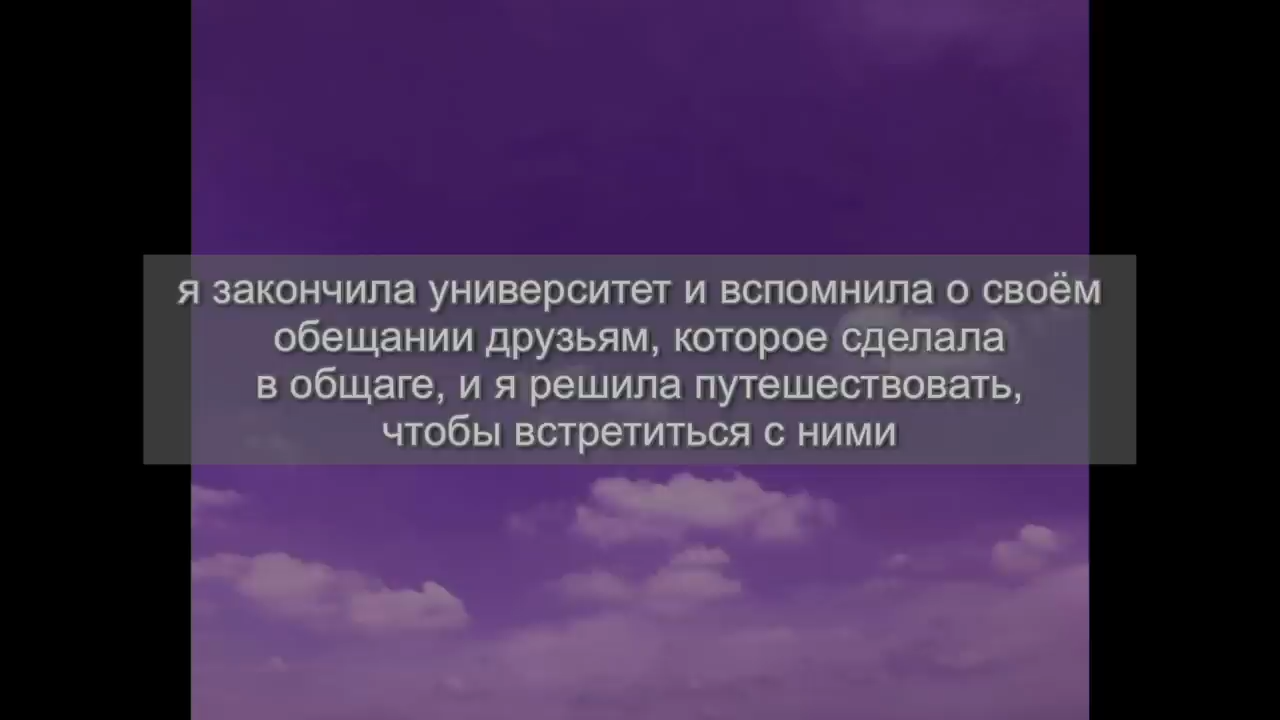 я закончила университет и вспомнила о своём
обещании друзьям, которое сделала
в общаге, и я решила путешествовать,
чтобы встретиться с ними